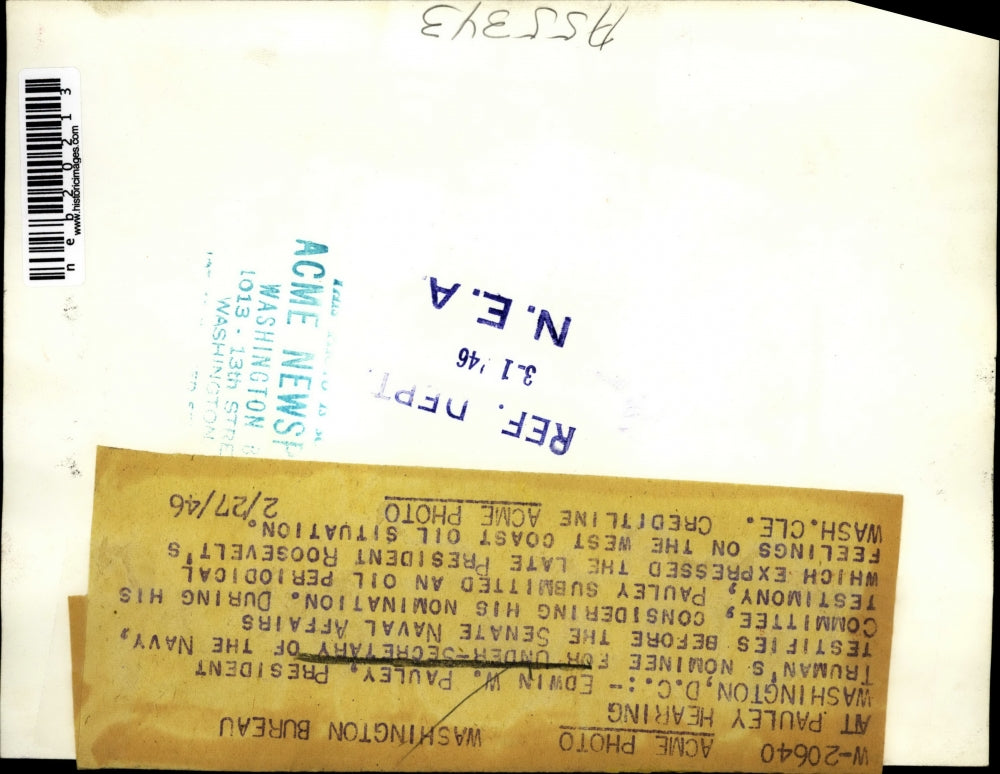 A55343
neb20213
www.historicimages.com
ACME NEWSP
WASHINGTON B
1013 - 13th STRE
WASHINGTON
REF. DEPT.
3-1 '46
N.E.A
W-20640 ACME PHOTO WASHINGTON BUREAU
AT PAULEY HEARING
WASHINGTON, D.C.:-- EDWIN W. PAULEY, PRESIDENT
TRUMAN'S NOMINEE FOR UNDER-SECRETARY OF THE NAVY,
TESTIFIES BEFORE THE SENATE NAVAL AFFAIRS
COMMITTEE, CONSIDERING HIS NOMINATION. DURING HIS
TESTIMONY, PAULEY SUBMITTED AN OIL PERIODICAL
WHICH EXPRESSED THE LATE PRESIDENT ROOSEVELT'S
FEELINGS ON THE WEST COAST OIL SITUATION.
WASH.CLE. CREDITLINE ACME PHOTO 2/27/46